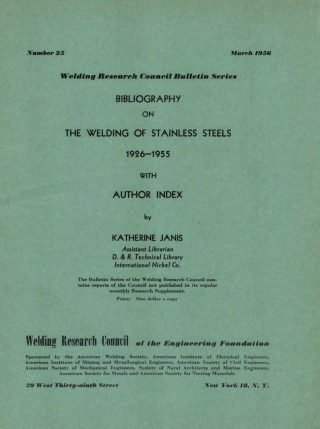 Number 25 March 1956
Welding Research Council Bulletin Series
BIBLIOGRAPHY
ON
THE WELDING OF STAINLESS STEELS
1926—1955
WITH
AUTHOR INDEX
by
KATHERINE JANIS
Assistant Librarian
D. & R. Technical Library
International Nickel Co.
The Bulletin Series of the Welding Research Council con-
tains reports of the Council not published in its regular
monthly Research Supplement.
Price: One dollar a copy
Welding Research Council of the Engineering Foundation
Sponsored by the American Welding Society, American Institute of Electrical Engineers,
American Institute of Mining and Metallurgical Engineers, American Society of Civil Engineers,
American Society of Mechanical Engineers, Society of Naval Architects and Marine Engineers,
American Society for Metals and American Society for Testing Materials
29 West Thirty-ninth Street New York 18, N. Y.